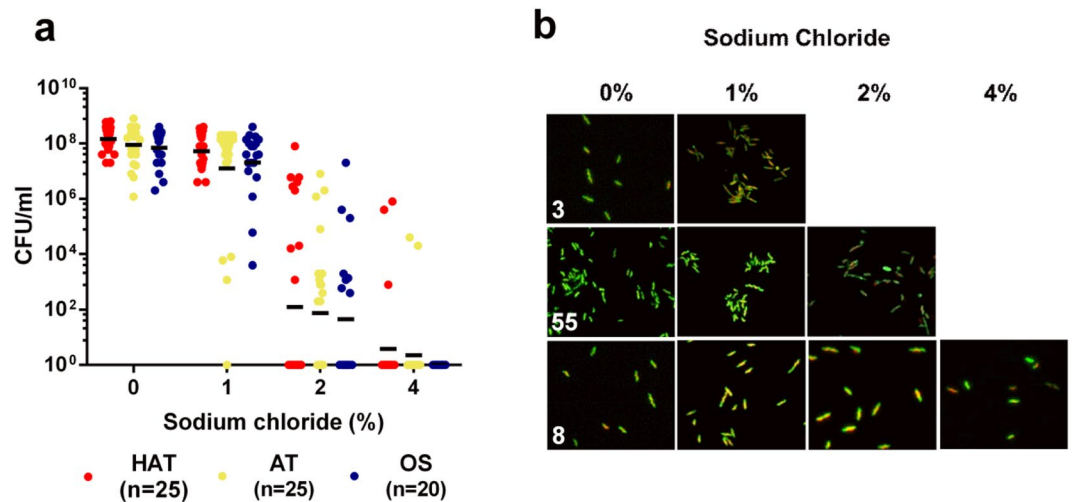 a
CFU/ml
10^10
10^8
10^6
10^4
10^2
10^0
0 1 2 4
Sodium chloride (%)
HAT AT OS
(n=25) (n=25) (n=20)
b
Sodium Chloride
0% 1% 2% 4%
3
55
8